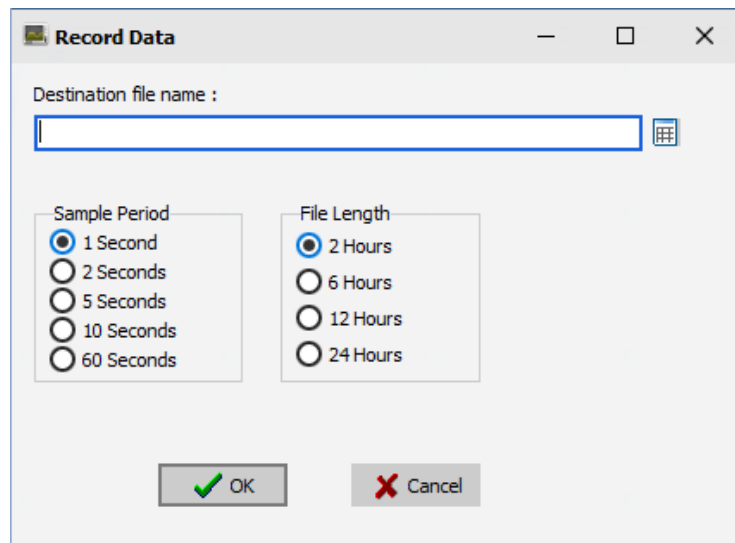 Record Data
Destination file name :
Sample Period
1 Second
2 Seconds
5 Seconds
10 Seconds
60 Seconds
File Length
2 Hours
6 Hours
12 Hours
24 Hours
OK
Cancel